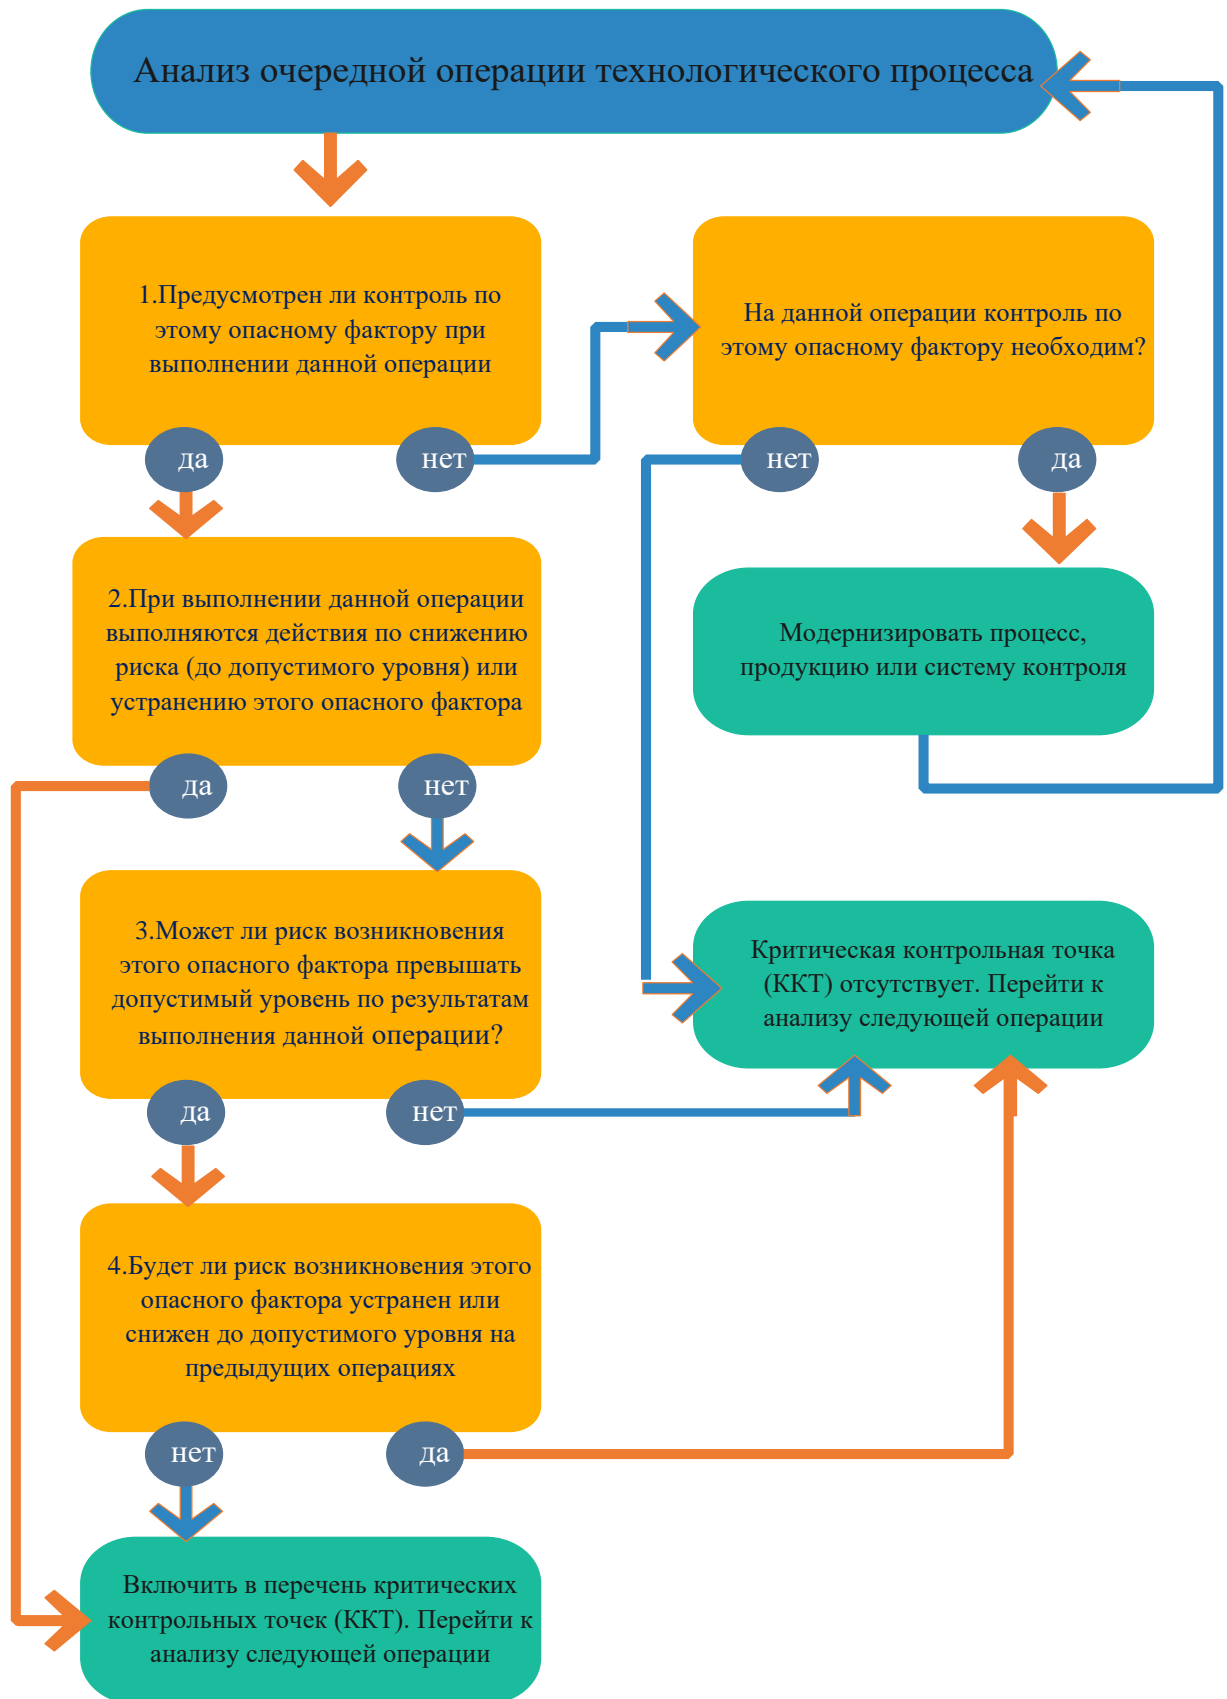 Анализ очередной операции технологического процесса
1.Предусмотрен ли контроль по
этому опасному фактору при
выполнении данной операции
да
нет
На данной операции контроль по
этому опасному фактору необходим?
нет
да
2.При выполнении данной операции
выполняются действия по снижению
риска (до допустимого уровня) или
устранению этого опасного фактора
да
нет
Модернизировать процесс,
продукцию или систему контроля
3.Может ли риск возникновения
этого опасного фактора превышать
допустимый уровень по результатам
выполнения данной операции?
да
нет
Критическая контрольная точка
(ККТ) отсутствует. Перейти к
анализу следующей операции
4.Будет ли риск возникновения этого
опасного фактора устранен или
снижен до допустимого уровня на
предыдущих операциях
нет
да
Включить в перечень критических
контрольных точек (ККТ). Перейти к
анализу следующей операции